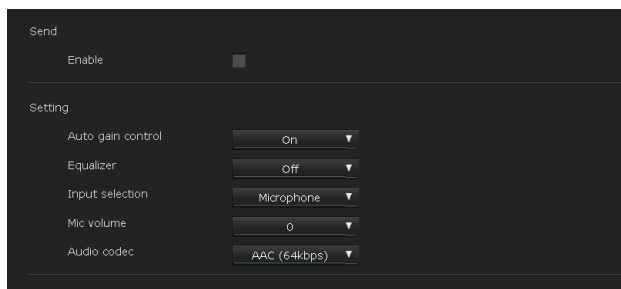 Send
Enable
Setting
Auto gain control On
Equalizer Off
Input selection Microphone
Mic volume 0
Audio codec AAC (64kbps)